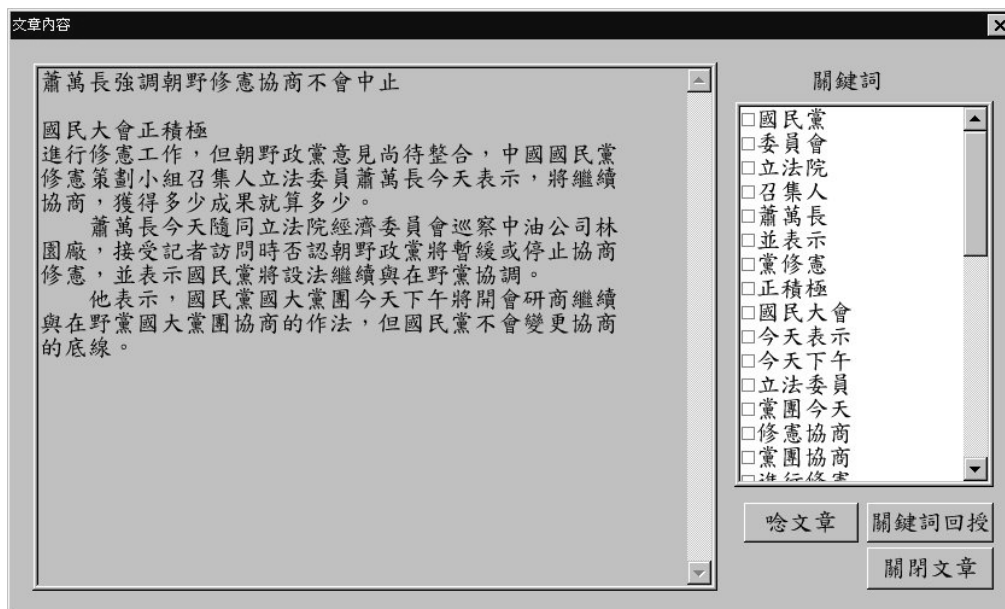 文章內容
蕭萬長強調朝野修憲協商不會中止
國民大會正積極
進行修憲工作，但朝野政黨意見尚待整合，中國國民黨
修憲策劃小組召集人立法委員蕭萬長今天表示，將繼續
協商，獲得多少成果就算多少。
蕭萬長今天隨同立法院經濟委員會巡察中油公司林
園廠，接受記者訪問時否認朝野政黨將暫緩或停止協商
修憲，並表示國民黨將設法繼續與在野黨協調。
他表示，國民黨國大黨團今天下午將開會研商繼續
與在野黨國大黨團協商的作法，但國民黨不會變更協商
的底線。
關鍵詞
國民黨
委員會
立法院
召集人
蕭萬長
並表示
黨修憲
正積極
國民大會
今天表示
今天下午
立法委員
黨團今天
修憲協商
黨團協商
進行修憲
唸文章
關鍵詞回授
關閉文章